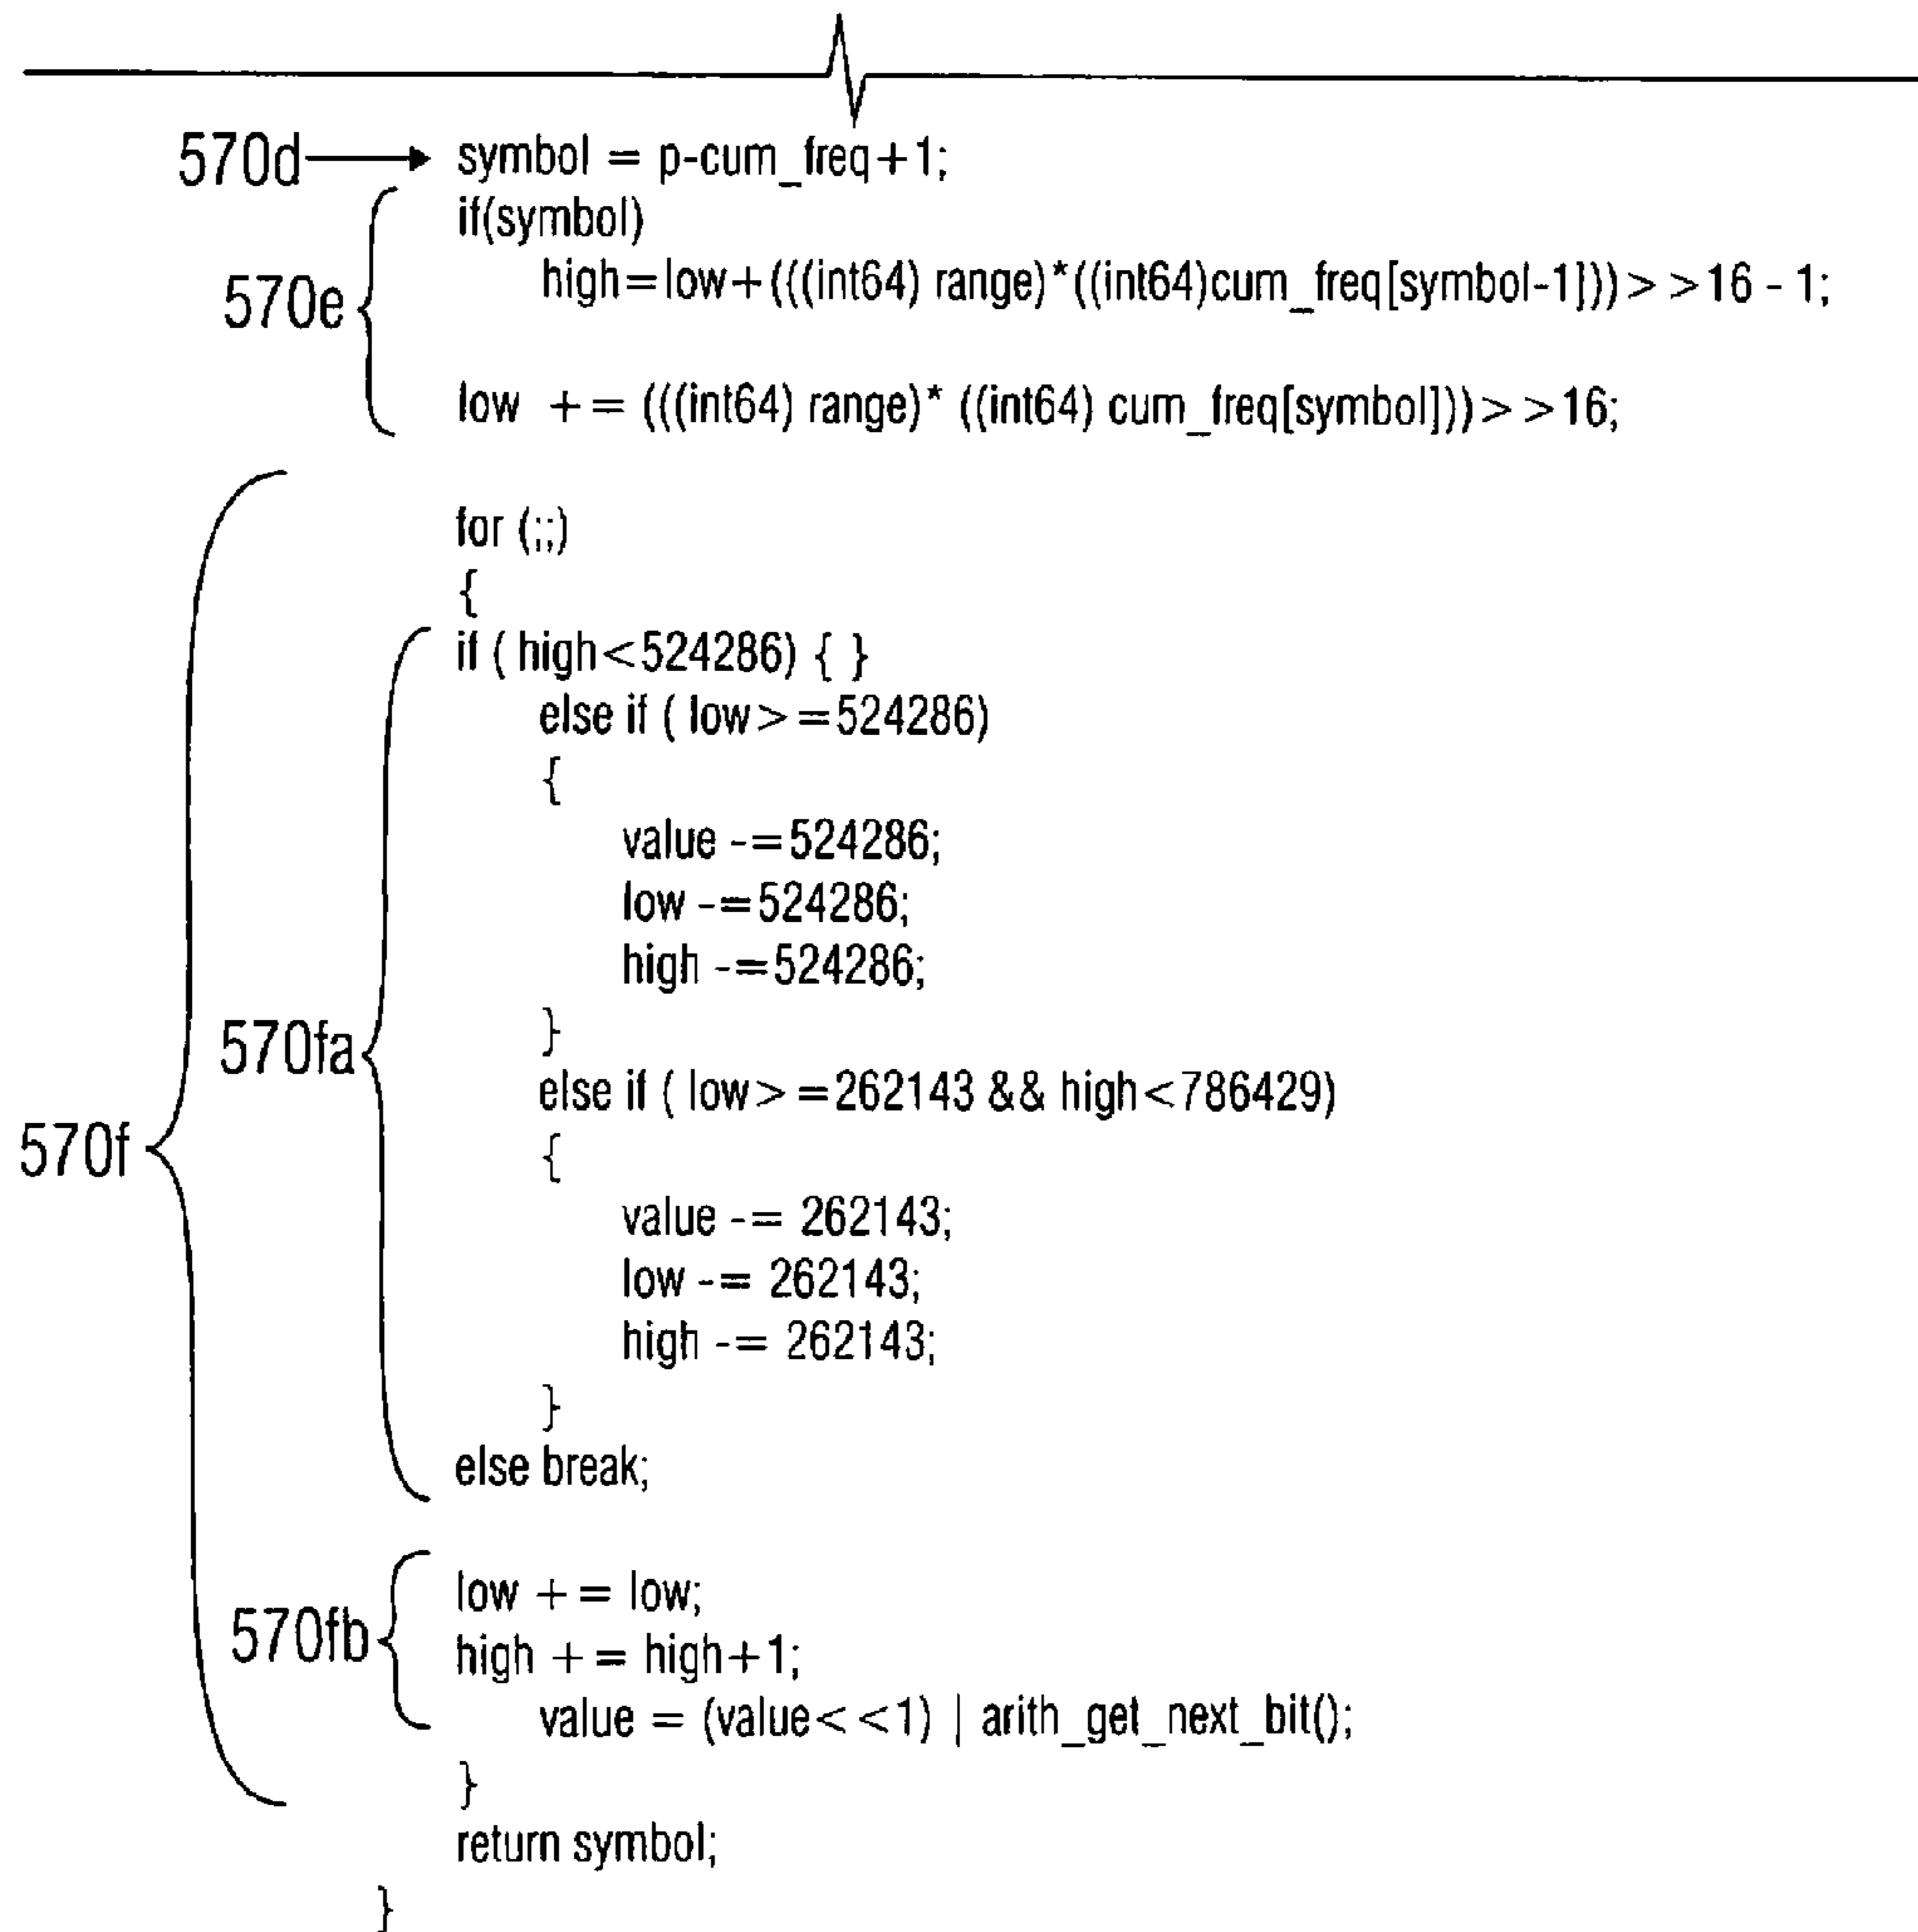 570d symbol = p-cum_freq+1;
if(symbol)
570e high=low+(((int64) range)*((int64)cum_freq[symbol-1]))> >16 - 1;
low + = (((int64) range)* ((int64) cum_freq[symbol]))> >16;
for (;;)
{
if ( high<524286) { }
else if ( low> =524286)
{
value -=524286;
low -=524286;
high -=524286;
570fa }
else if ( low> =262143 && high<786429)
570f {
value -= 262143;
low -= 262143;
high -= 262143;
}
else break;
low + = low;
570fb high + = high+1;
value = (value< <1) | arith_get_next_bit();
}
return symbol;
}